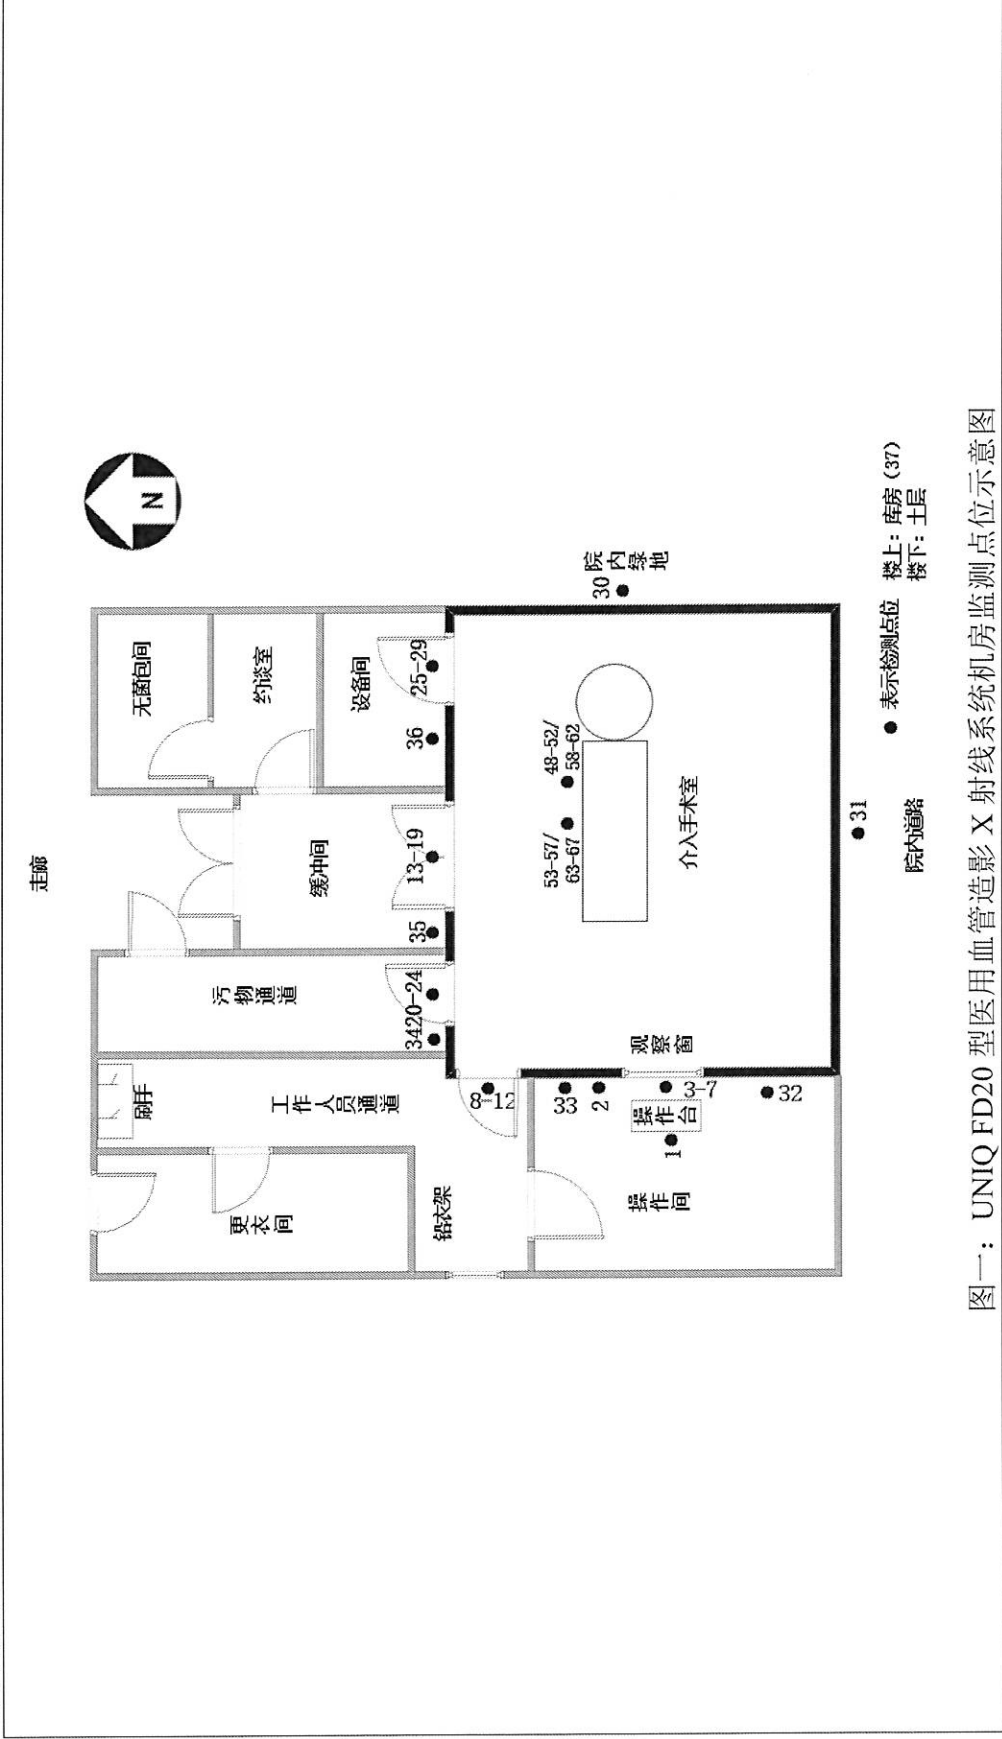 走廊
刷手
无菌包间
N
更衣间
工作人员通道
污物通道
缓冲间
约谈室
设备间
铅衣架
34
20-24
35
13-19
36
25-29
8-12
33
2
53-57/
63-67
48-52/
58-62
30
院内绿地
操作间
1
操作台
3-7
观察窗
介入手术室
32
31
院内道路
表示检测点位
楼上：库房（37）
楼下：土层
图一：UNIQ FD20 型医用血管造影 X 射线系统机房监测点位示意图